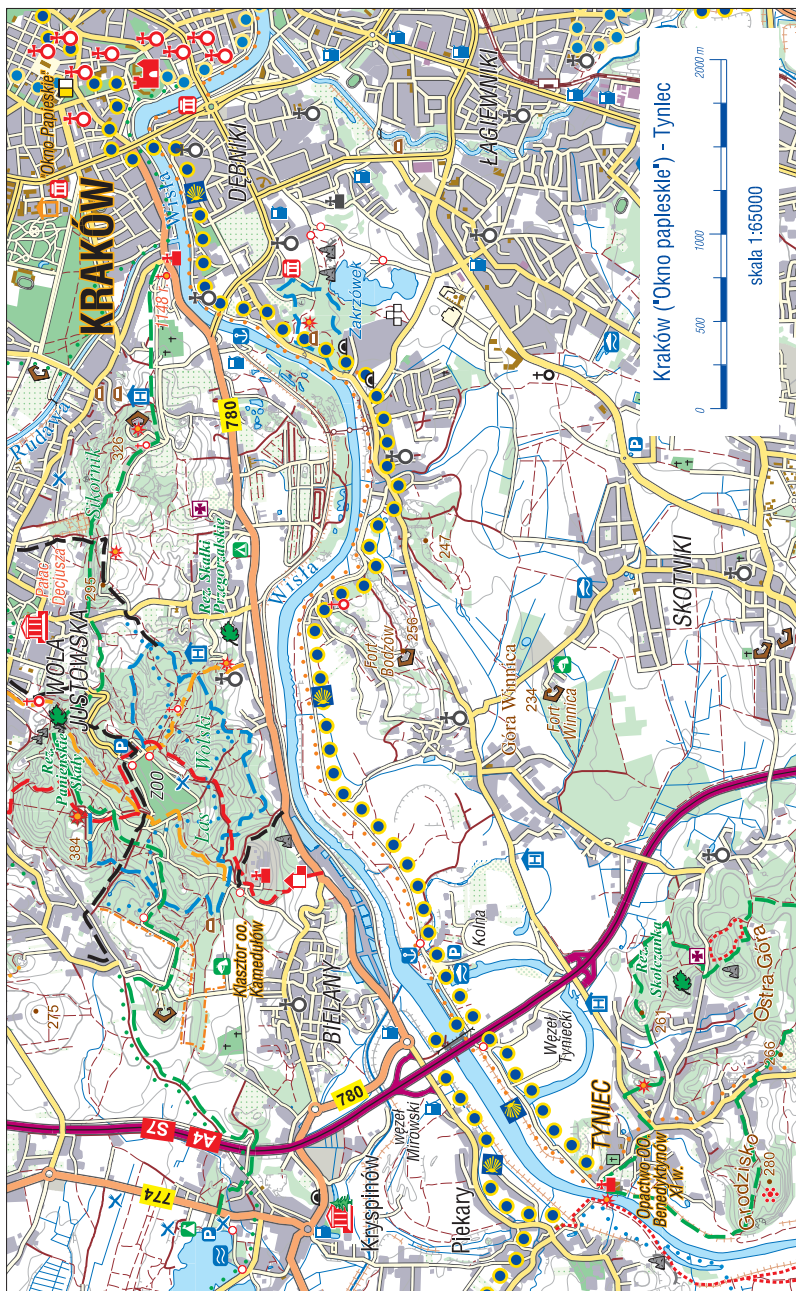 "Okno Papieskie"
KRAKÓW
Wisła
1148 r.
DĘBNIKI
ŁAGIEWNIKI
Zakrzówek
Rudawa
Sikornik
326
780
Pałac
Decjusza
295
WOLA
JUSTOWSKA
Rez. Skałki
Przegorzalskie
Wisła
247
Rez.
Panieńskie
Skały
ZOO
Las Wolski
384
Fort
Bodzów
256
Góra Winnica
234
Fort
Winnica
SKOTNIKI
Klasztor oo.
Kamedułów
BIELANY
275
Kolna
Węzeł
Tyniecki
780
węzeł
Mirowski
S7
A4
774
Kryspinów
Piekary
TYNIEC
Opactwo OO.
Benedyktynów
XI w.
Rez.
Skołczanka
261
Ostra Góra
266
Grodzisko
280
Kraków ("Okno papieskie") - Tyniec
0
500
1000
2000 m
skala 1:65000
P
P
P
P
H
H
H
H